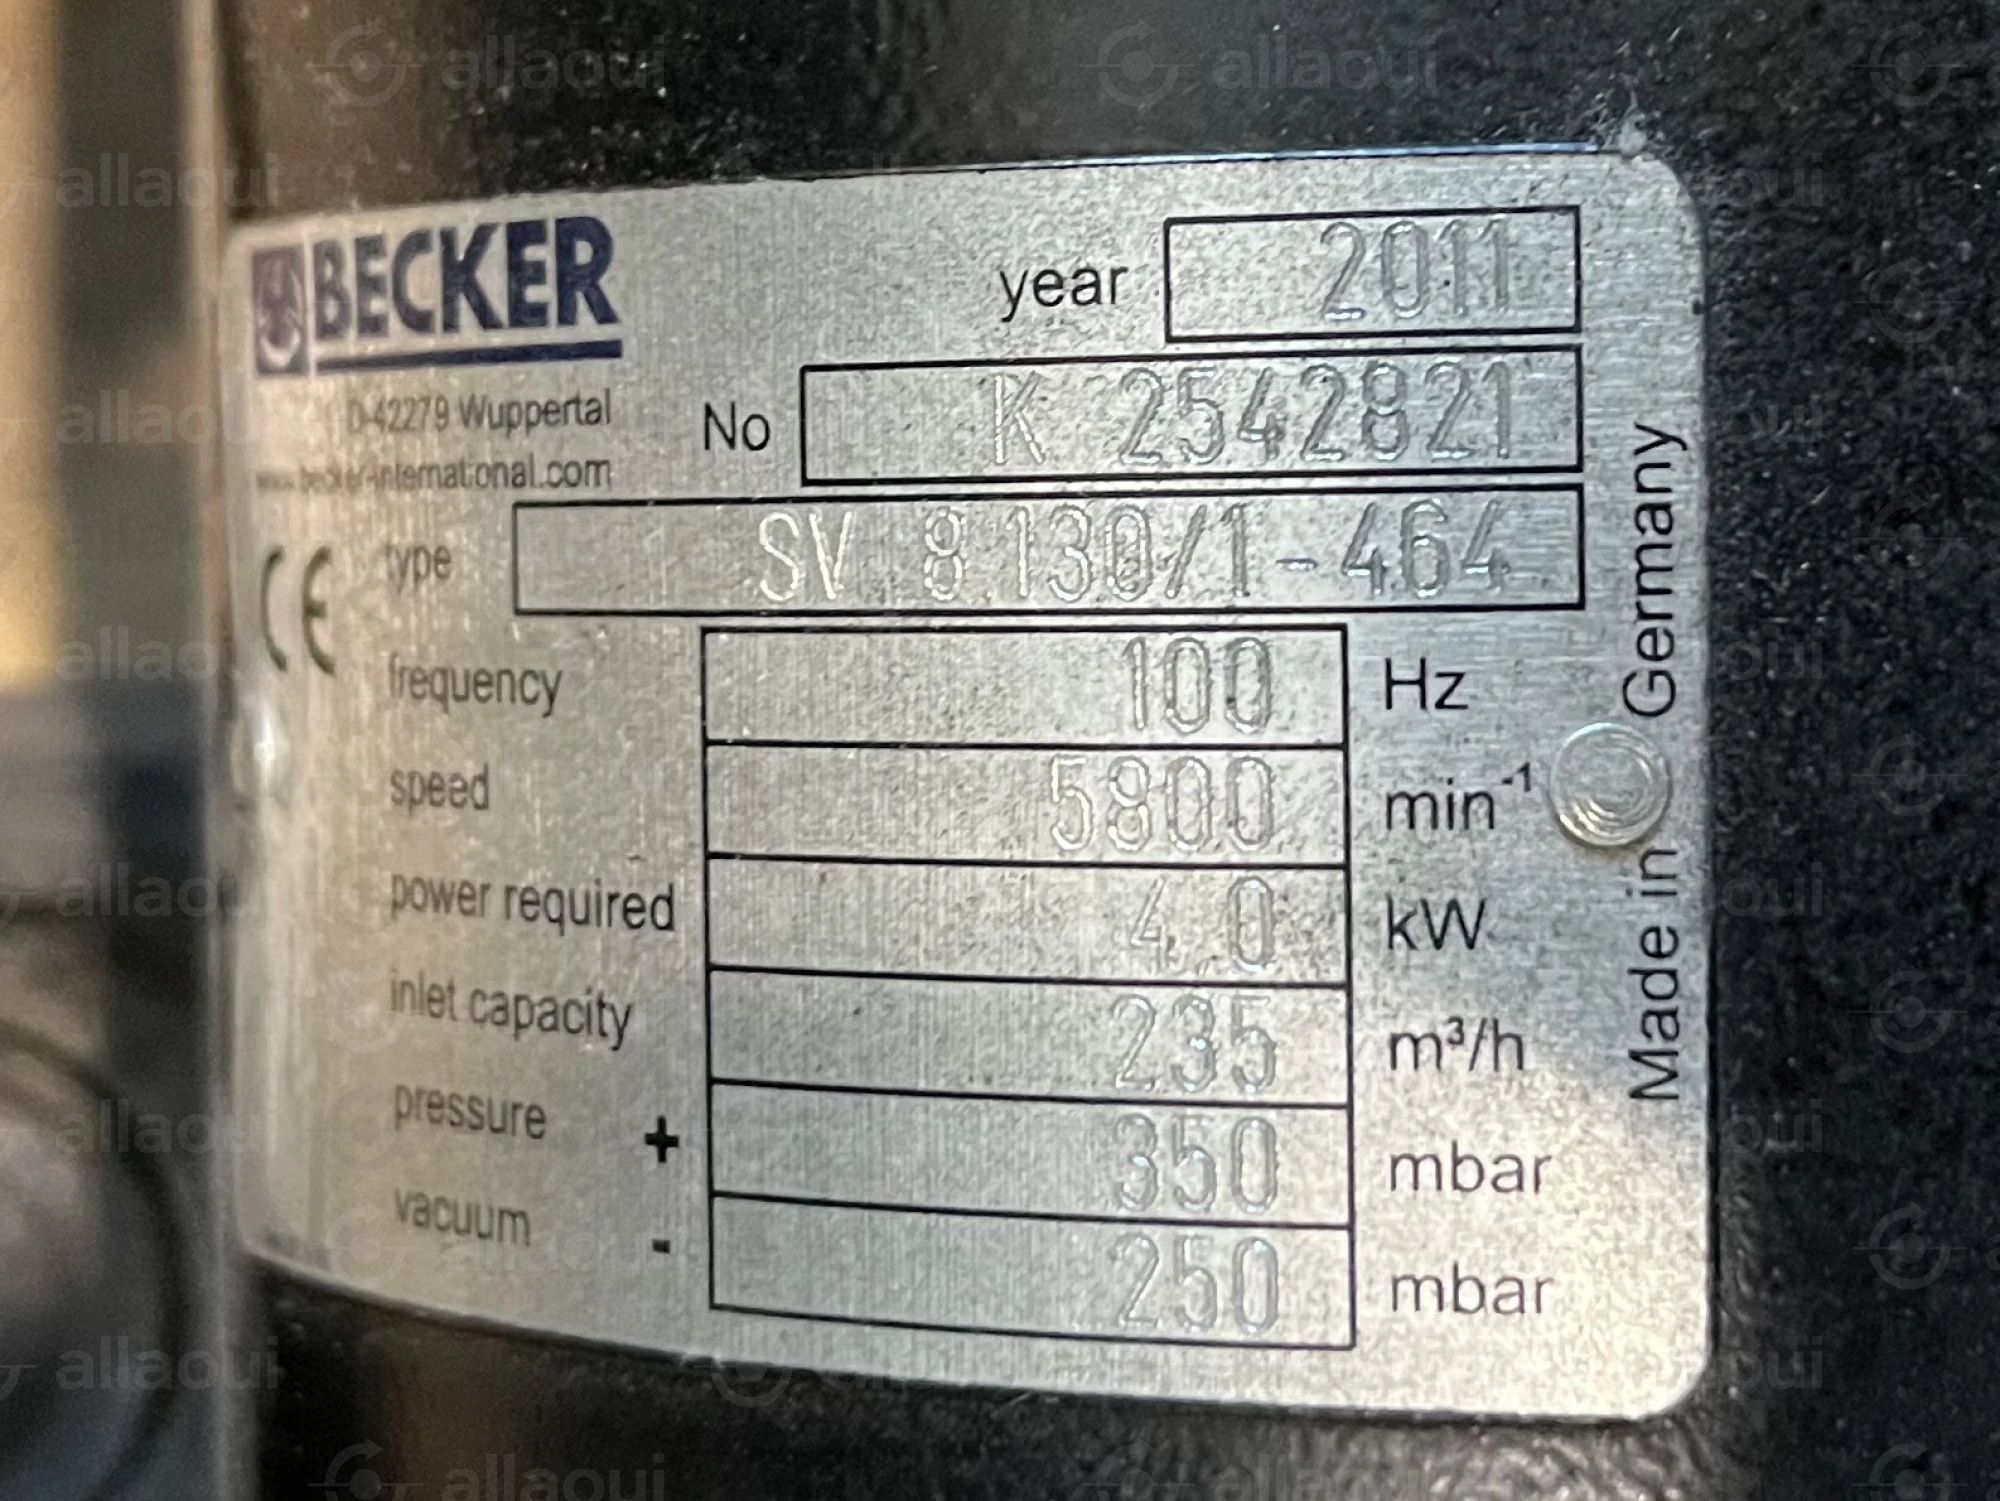 BECKER
year 2011
D-42279 Wuppertal
No K 2542821
www.becker-international.com
type SV 8.130/1-464
CE
frequency 100 Hz
speed 5800 min⁻¹
power required 4,0 kW
inlet capacity 235 m³/h
pressure + 350 mbar
vacuum - 250 mbar
Made in Germany
allaoui